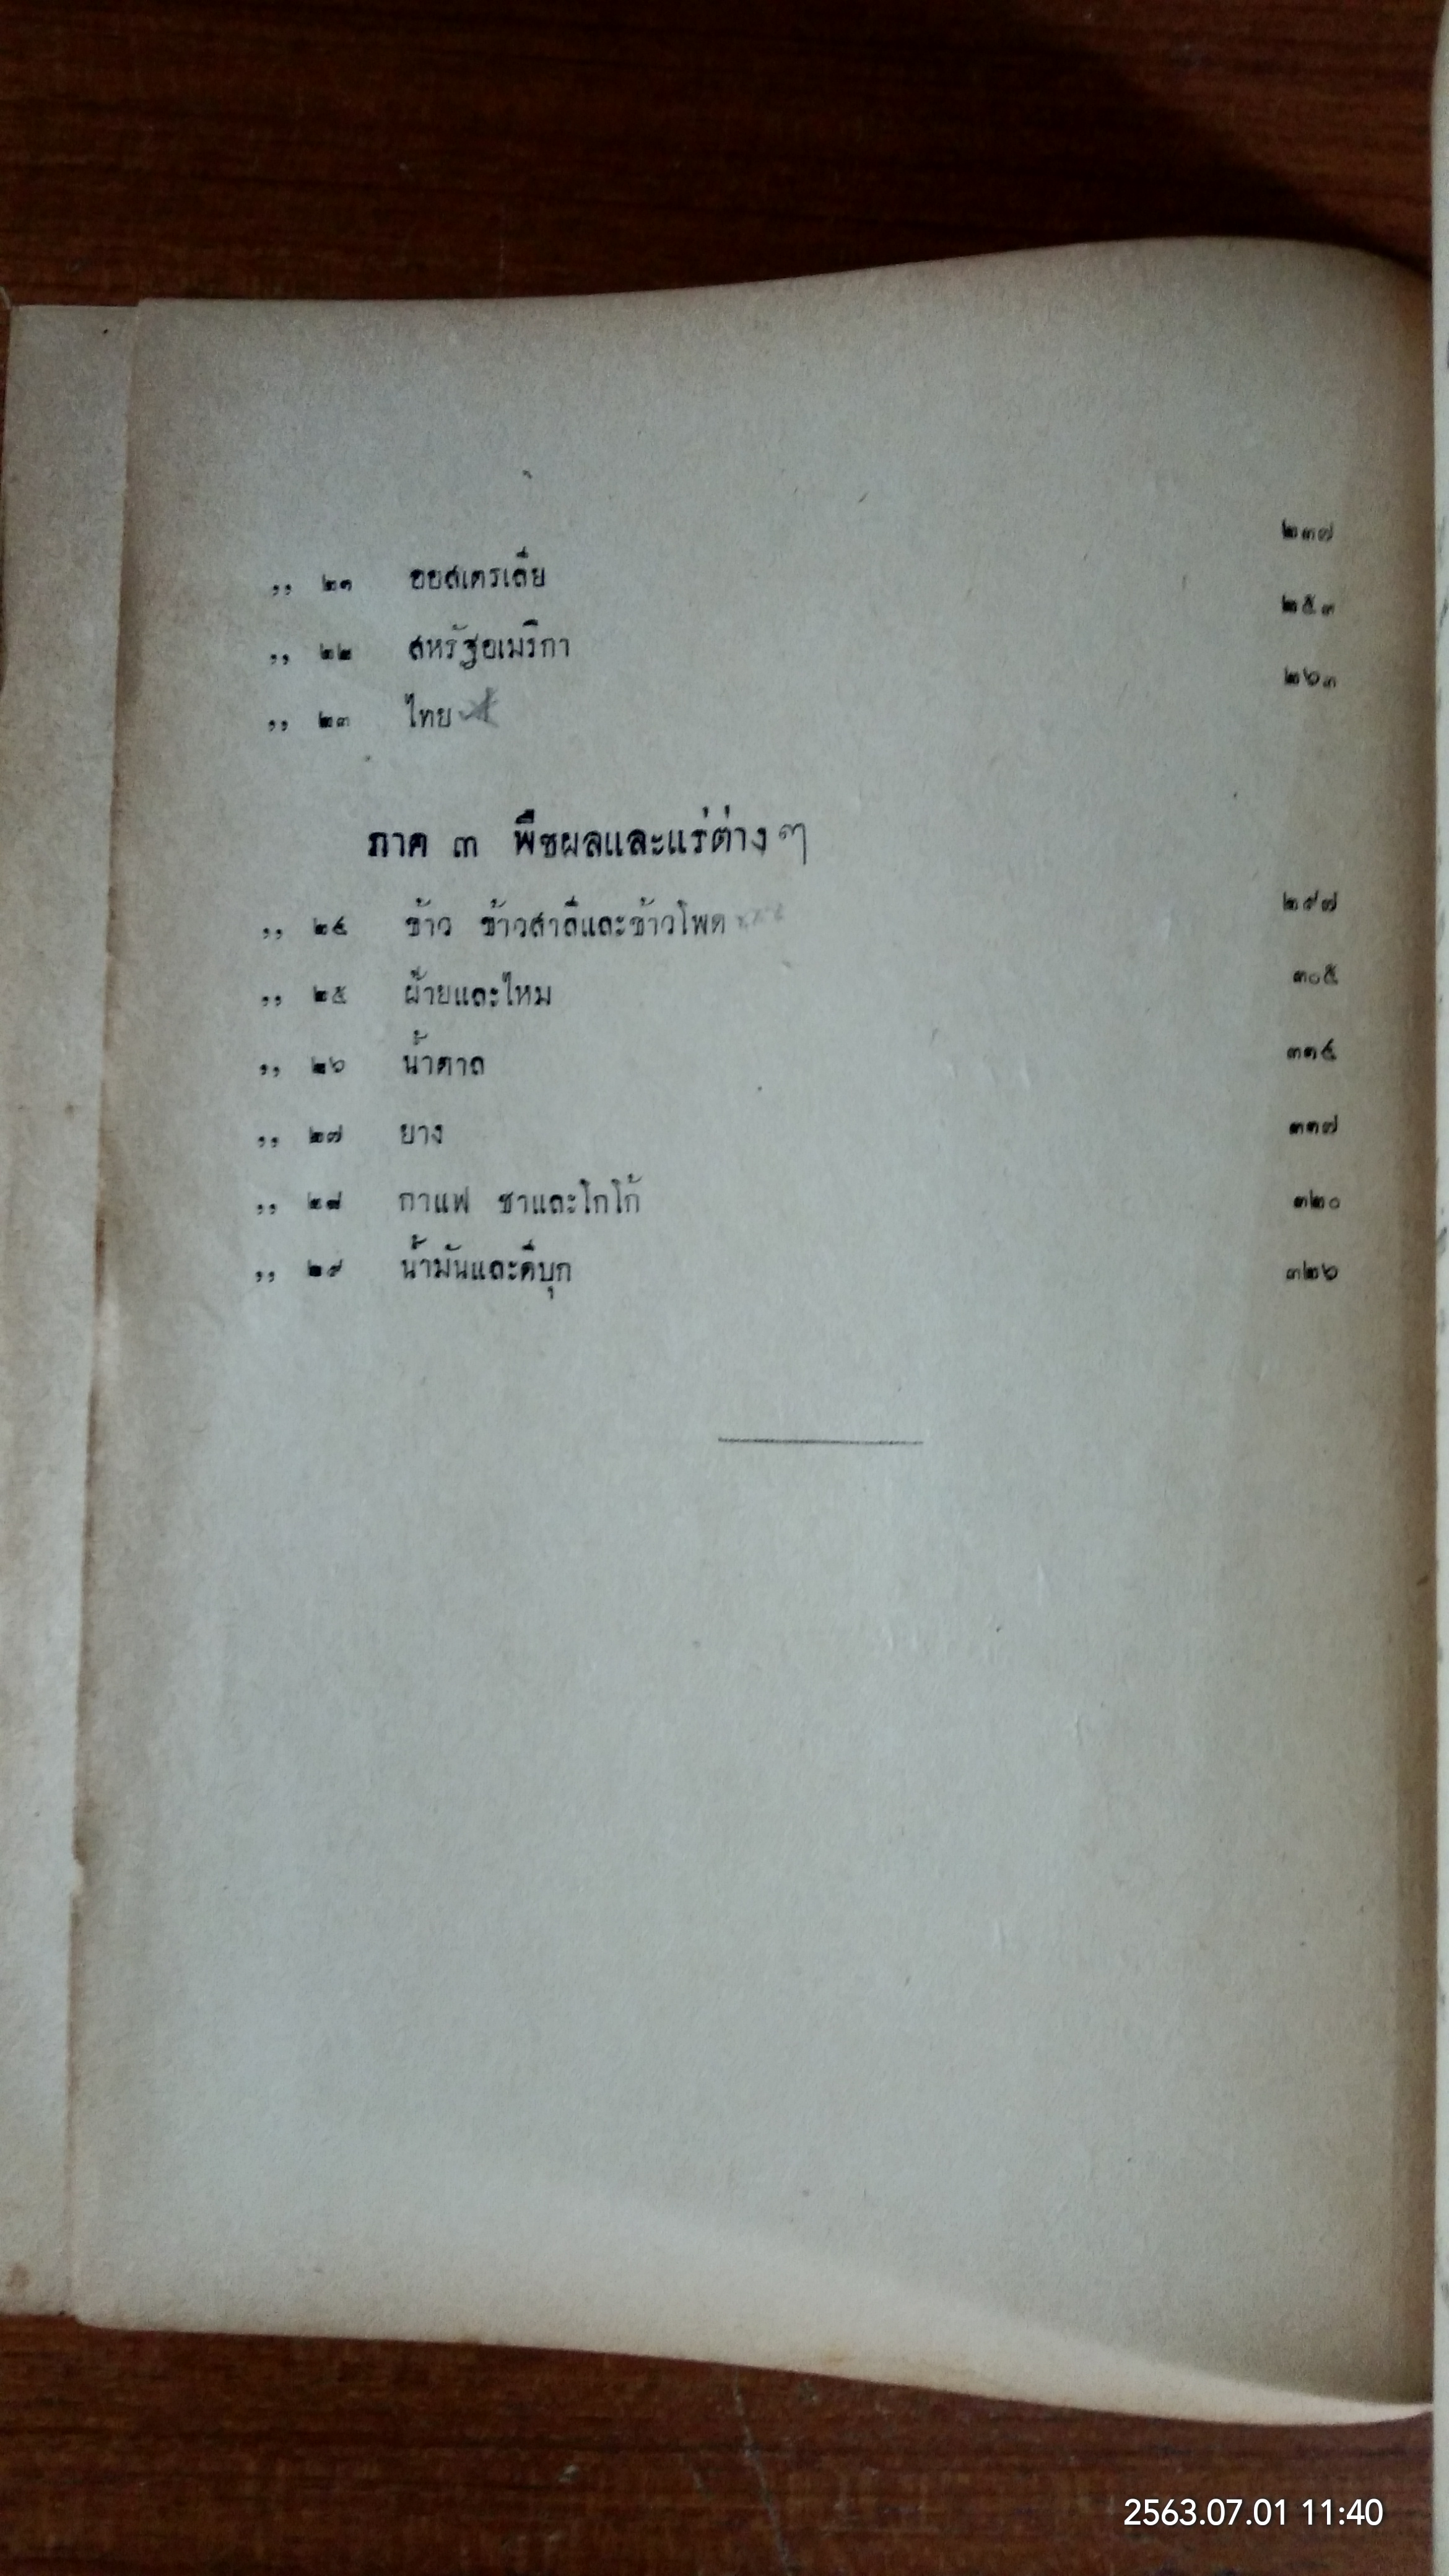 ,, ๒๑ ออสเตรเลีย ๒๓๗
,, ๒๒ สหรัฐอเมริกา ๒๕๓
,, ๒๓ ไทย ๒๖๓
ภาค ๓ พืชผลและแร่ต่าง ๆ
,, ๒๔ ข้าว ข้าวสาลีและข้าวโพด ๒๙๗
,, ๒๕ ฝ้ายและไหม ๓๐๕
,, ๒๖ น้ำตาล ๓๑๔
,, ๒๗ ยาง ๓๑๗
,, ๒๘ กาแฟ ชาและโกโก้ ๓๒๐
,, ๒๙ น้ำมันและดีบุก ๓๒๖
2563.07.01 11:40